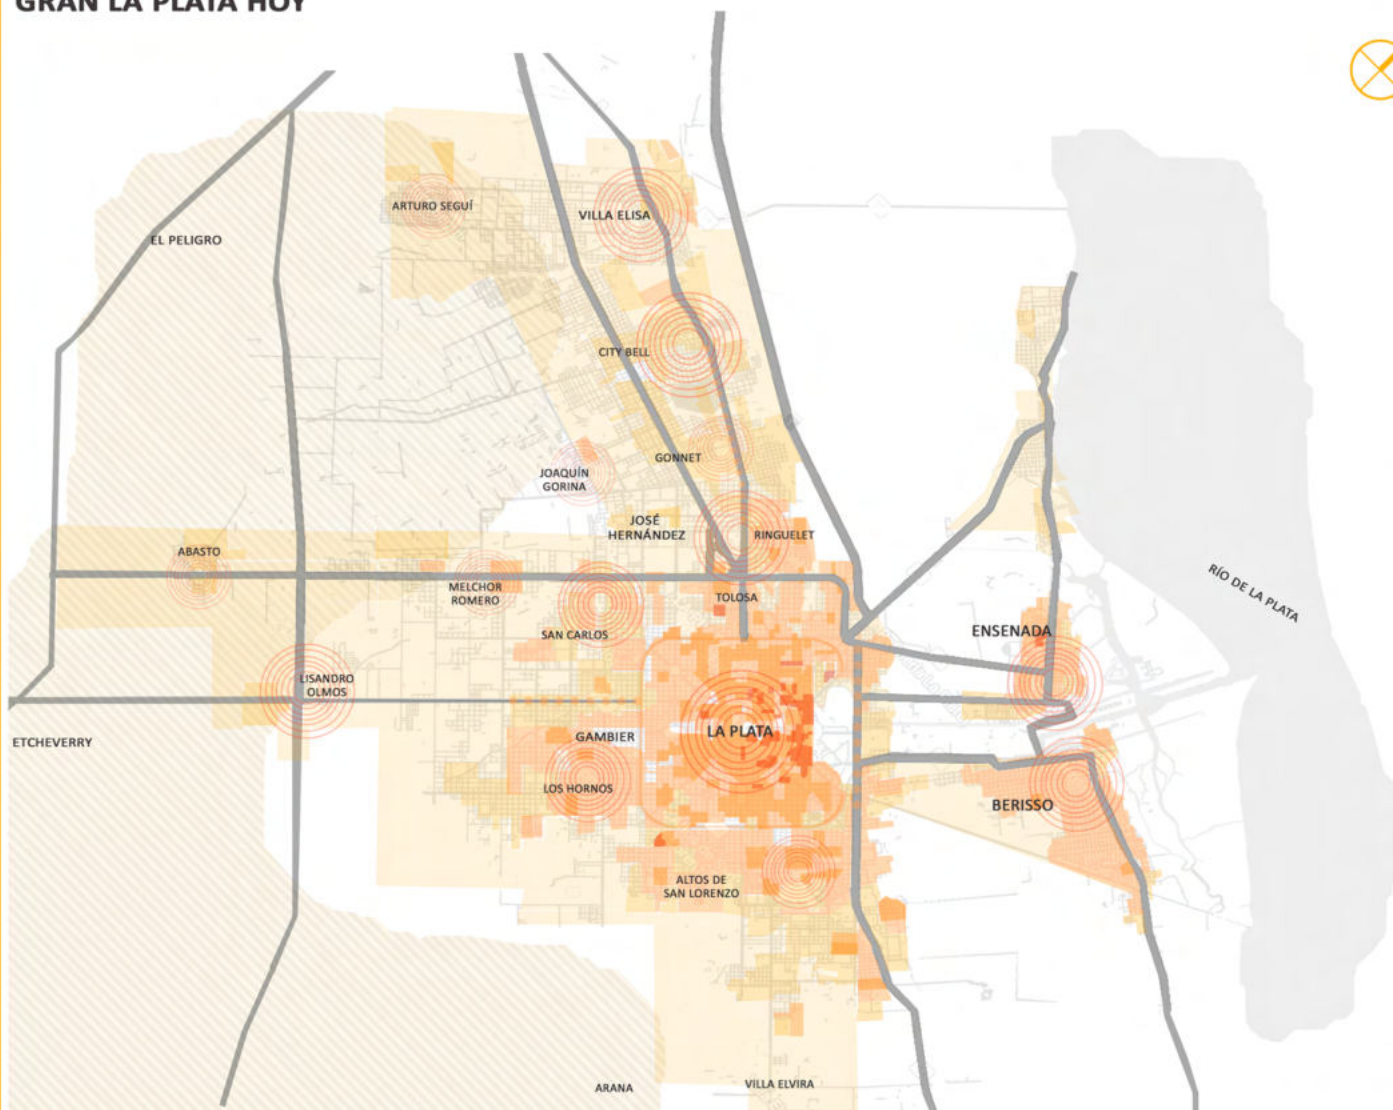 GRAN LA PLATA HOY
ARTURO SEGUÍ
VILLA ELISA
EL PELIGRO
CITY BELL
GONNET
JOAQUÍN
GORINA
JOSÉ
HERNÁNDEZ
RINGUELET
ABASTO
MELCHOR
ROMERO
TOLOSA
RÍO DE LA PLATA
SAN CARLOS
ENSENADA
LISANDRO
OLMOS
ETCHEVERRY
GAMBIER
LA PLATA
LOS HORNOS
BERISSO
ALTOS DE
SAN LORENZO
ARANA
VILLA ELVIRA